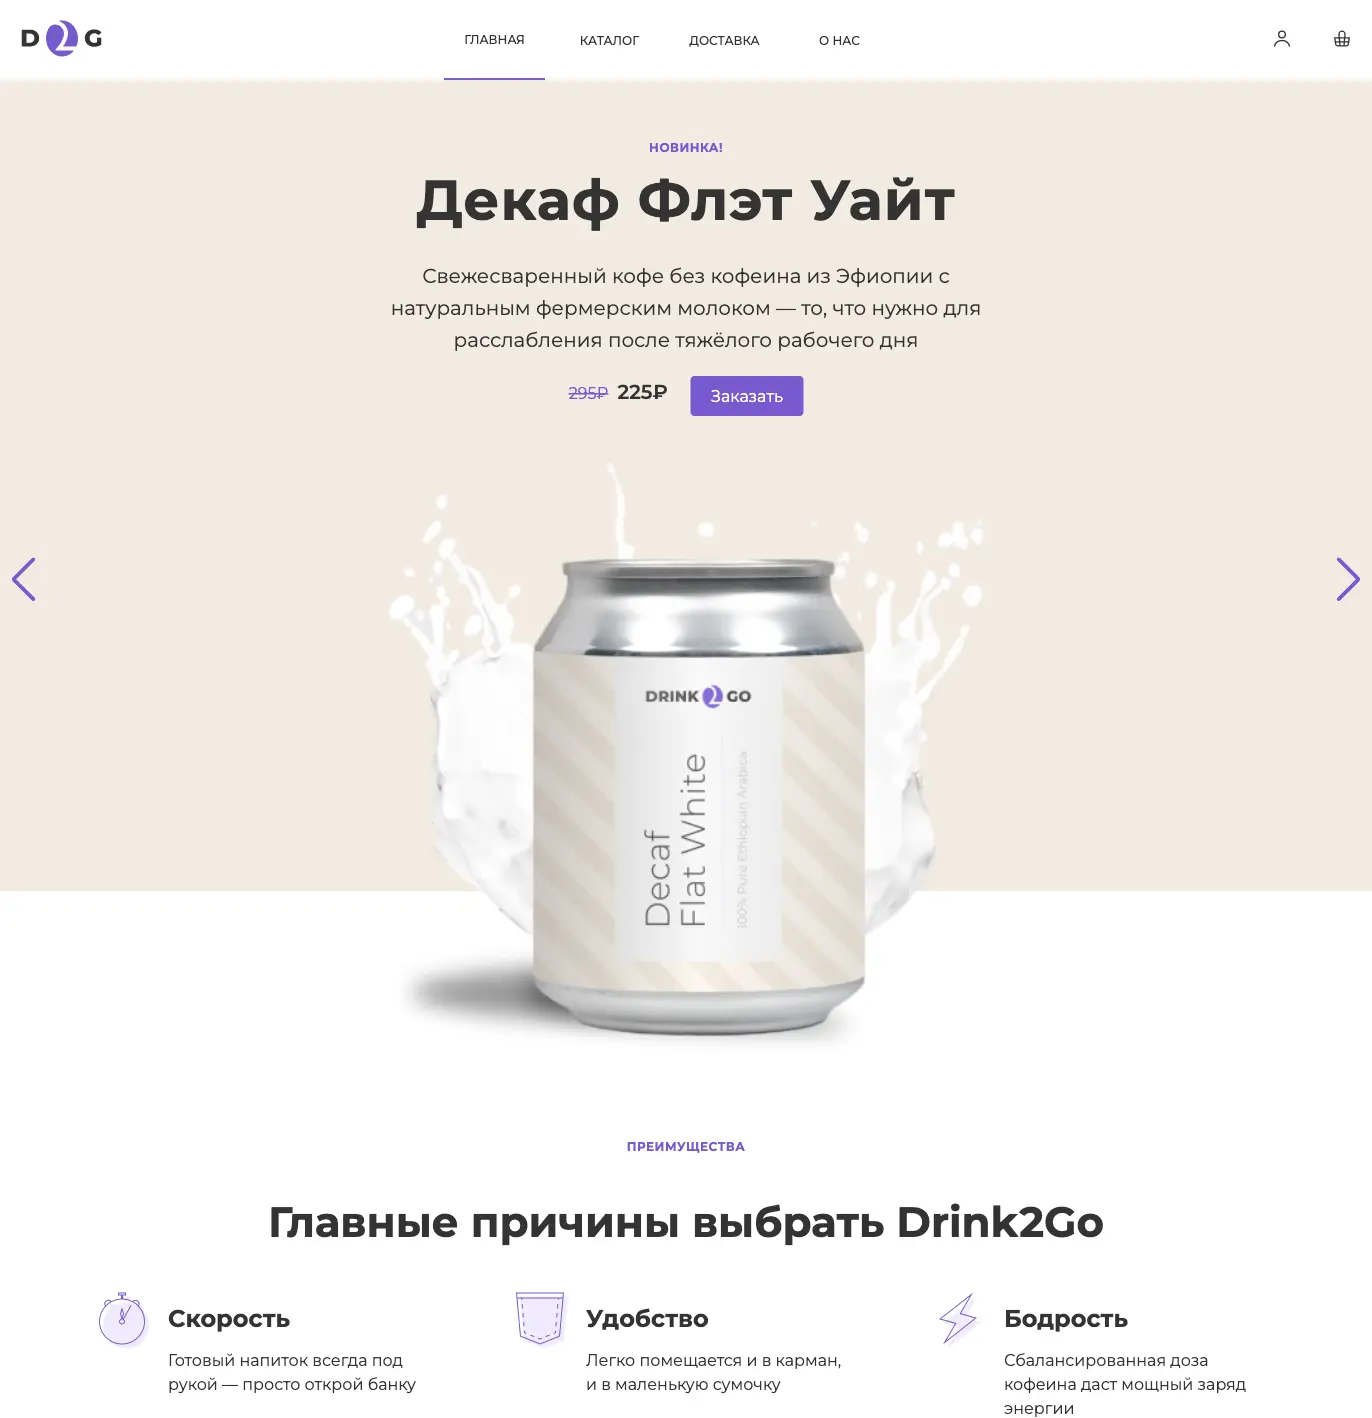 D2G
ГЛАВНАЯ
КАТАЛОГ
ДОСТАВКА
О НАС
НОВИНКА!
Декаф Флэт Уайт
Свежесваренный кофе без кофеина из Эфиопии с
натуральным фермерским молоком — то, что нужно для
расслабления после тяжёлого рабочего дня
295₽ 225₽
Заказать
DRINK 2 GO
Decaf
Flat White
100% Pure Ethiopian Arabica
ПРЕИМУЩЕСТВА
Главные причины выбрать Drink2Go
Скорость
Готовый напиток всегда под
рукой — просто открой банку
Удобство
Легко помещается и в карман,
и в маленькую сумочку
Бодрость
Сбалансированная доза
кофеина даст мощный заряд
энергии